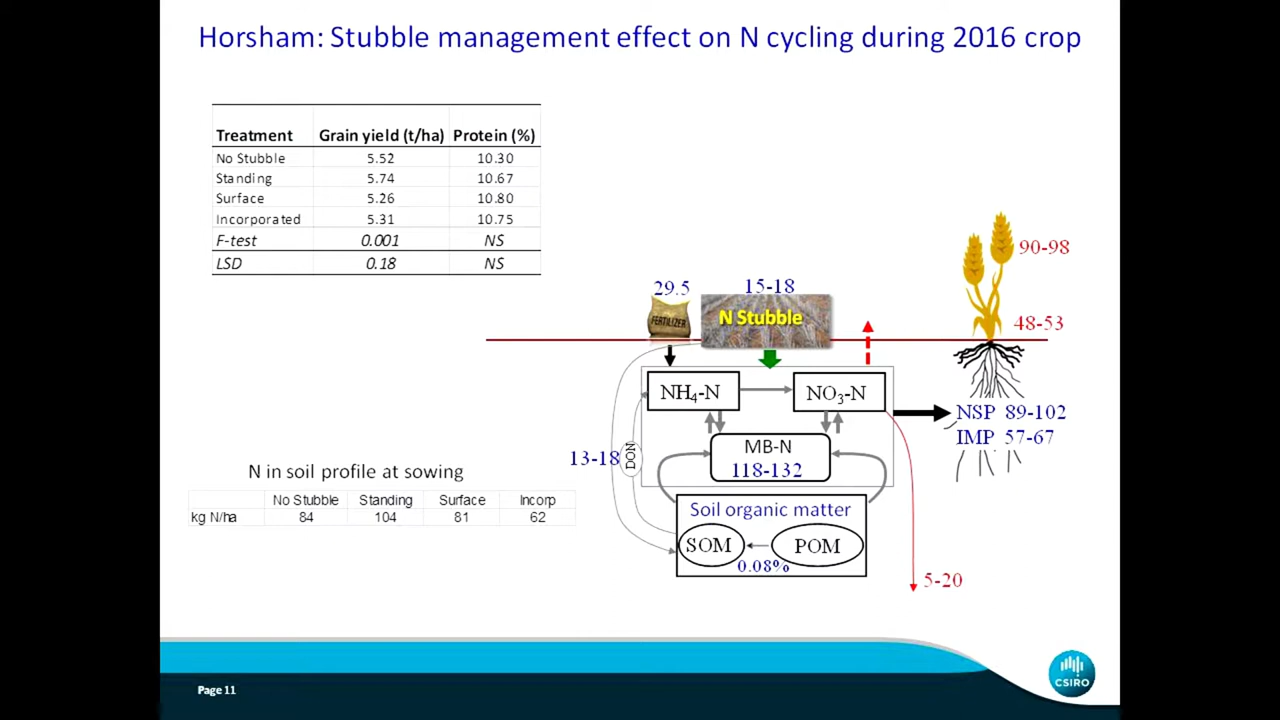 Horsham: Stubble management effect on N cycling during 2016 crop
Treatment Grain yield (t/ha) Protein (%)
No Stubble 5.52 10.30
Standing 5.74 10.67
Surface 5.26 10.80
Incorporated 5.31 10.75
F-test 0.001 NS
LSD 0.18 NS
90-98
29.5
15-18
FERTILIZER
N Stubble
48-53
NH4-N
NO3-N
NSP 89-102
IMP 57-67
MB-N
118-132
13-18
DON
N in soil profile at sowing
No Stubble Standing Surface Incorp
kg N/ha 84 104 81 62
Soil organic matter
SOM
POM
0.08%
5-20
CSIRO
Page 11